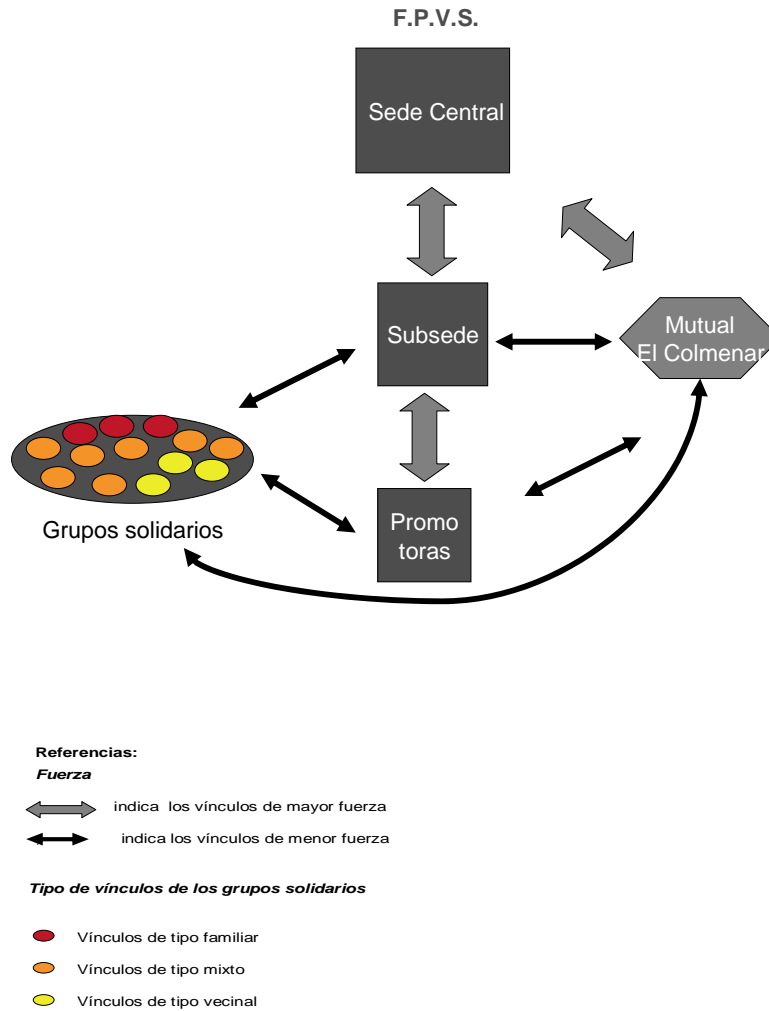 F.P.V.S.
Sede Central
Subsede
Mutual
El Colmenar
Promo
toras
Grupos solidarios
Referencias:
Fuerza
indica los vínculos de mayor fuerza
indica los vínculos de menor fuerza
Tipo de vínculos de los grupos solidarios
Vínculos de tipo familiar
Vínculos de tipo mixto
Vínculos de tipo vecinal